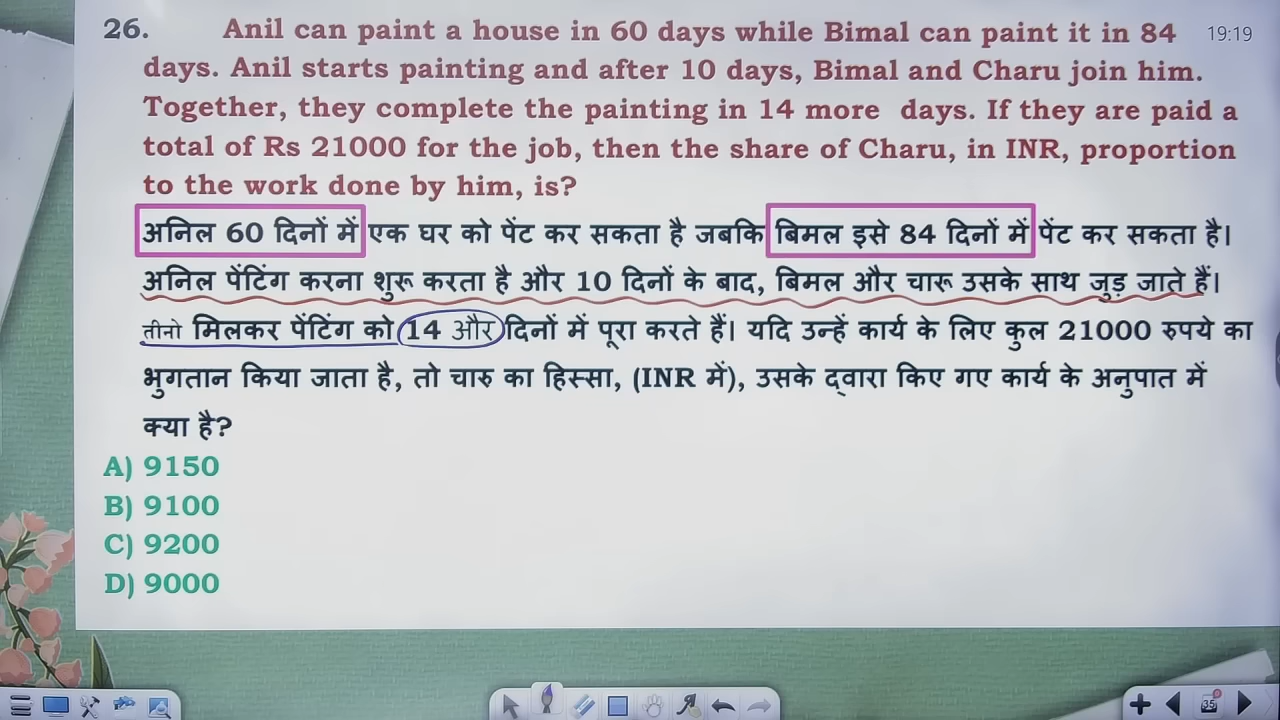 26. Anil can paint a house in 60 days while Bimal can paint it in 84
19:19
days. Anil starts painting and after 10 days, Bimal and Charu join him.
Together, they complete the painting in 14 more days. If they are paid a
total of Rs 21000 for the job, then the share of Charu, in INR, proportion
to the work done by him, is?
अनिल 60 दिनों में एक घर को पेंट कर सकता है जबकि बिमल इसे 84 दिनों में पेंट कर सकता है।
अनिल पेंटिंग करना शुरू करता है और 10 दिनों के बाद, बिमल और चारू उसके साथ जुड़ जाते हैं।
तीनो मिलकर पेंटिंग को 14 और दिनों में पूरा करते हैं। यदि उन्हें कार्य के लिए कुल 21000 रुपये का
भुगतान किया जाता है, तो चारु का हिस्सा, (INR में), उसके द्वारा किए गए कार्य के अनुपात में
क्या है?
A) 9150
B) 9100
C) 9200
D) 9000
35